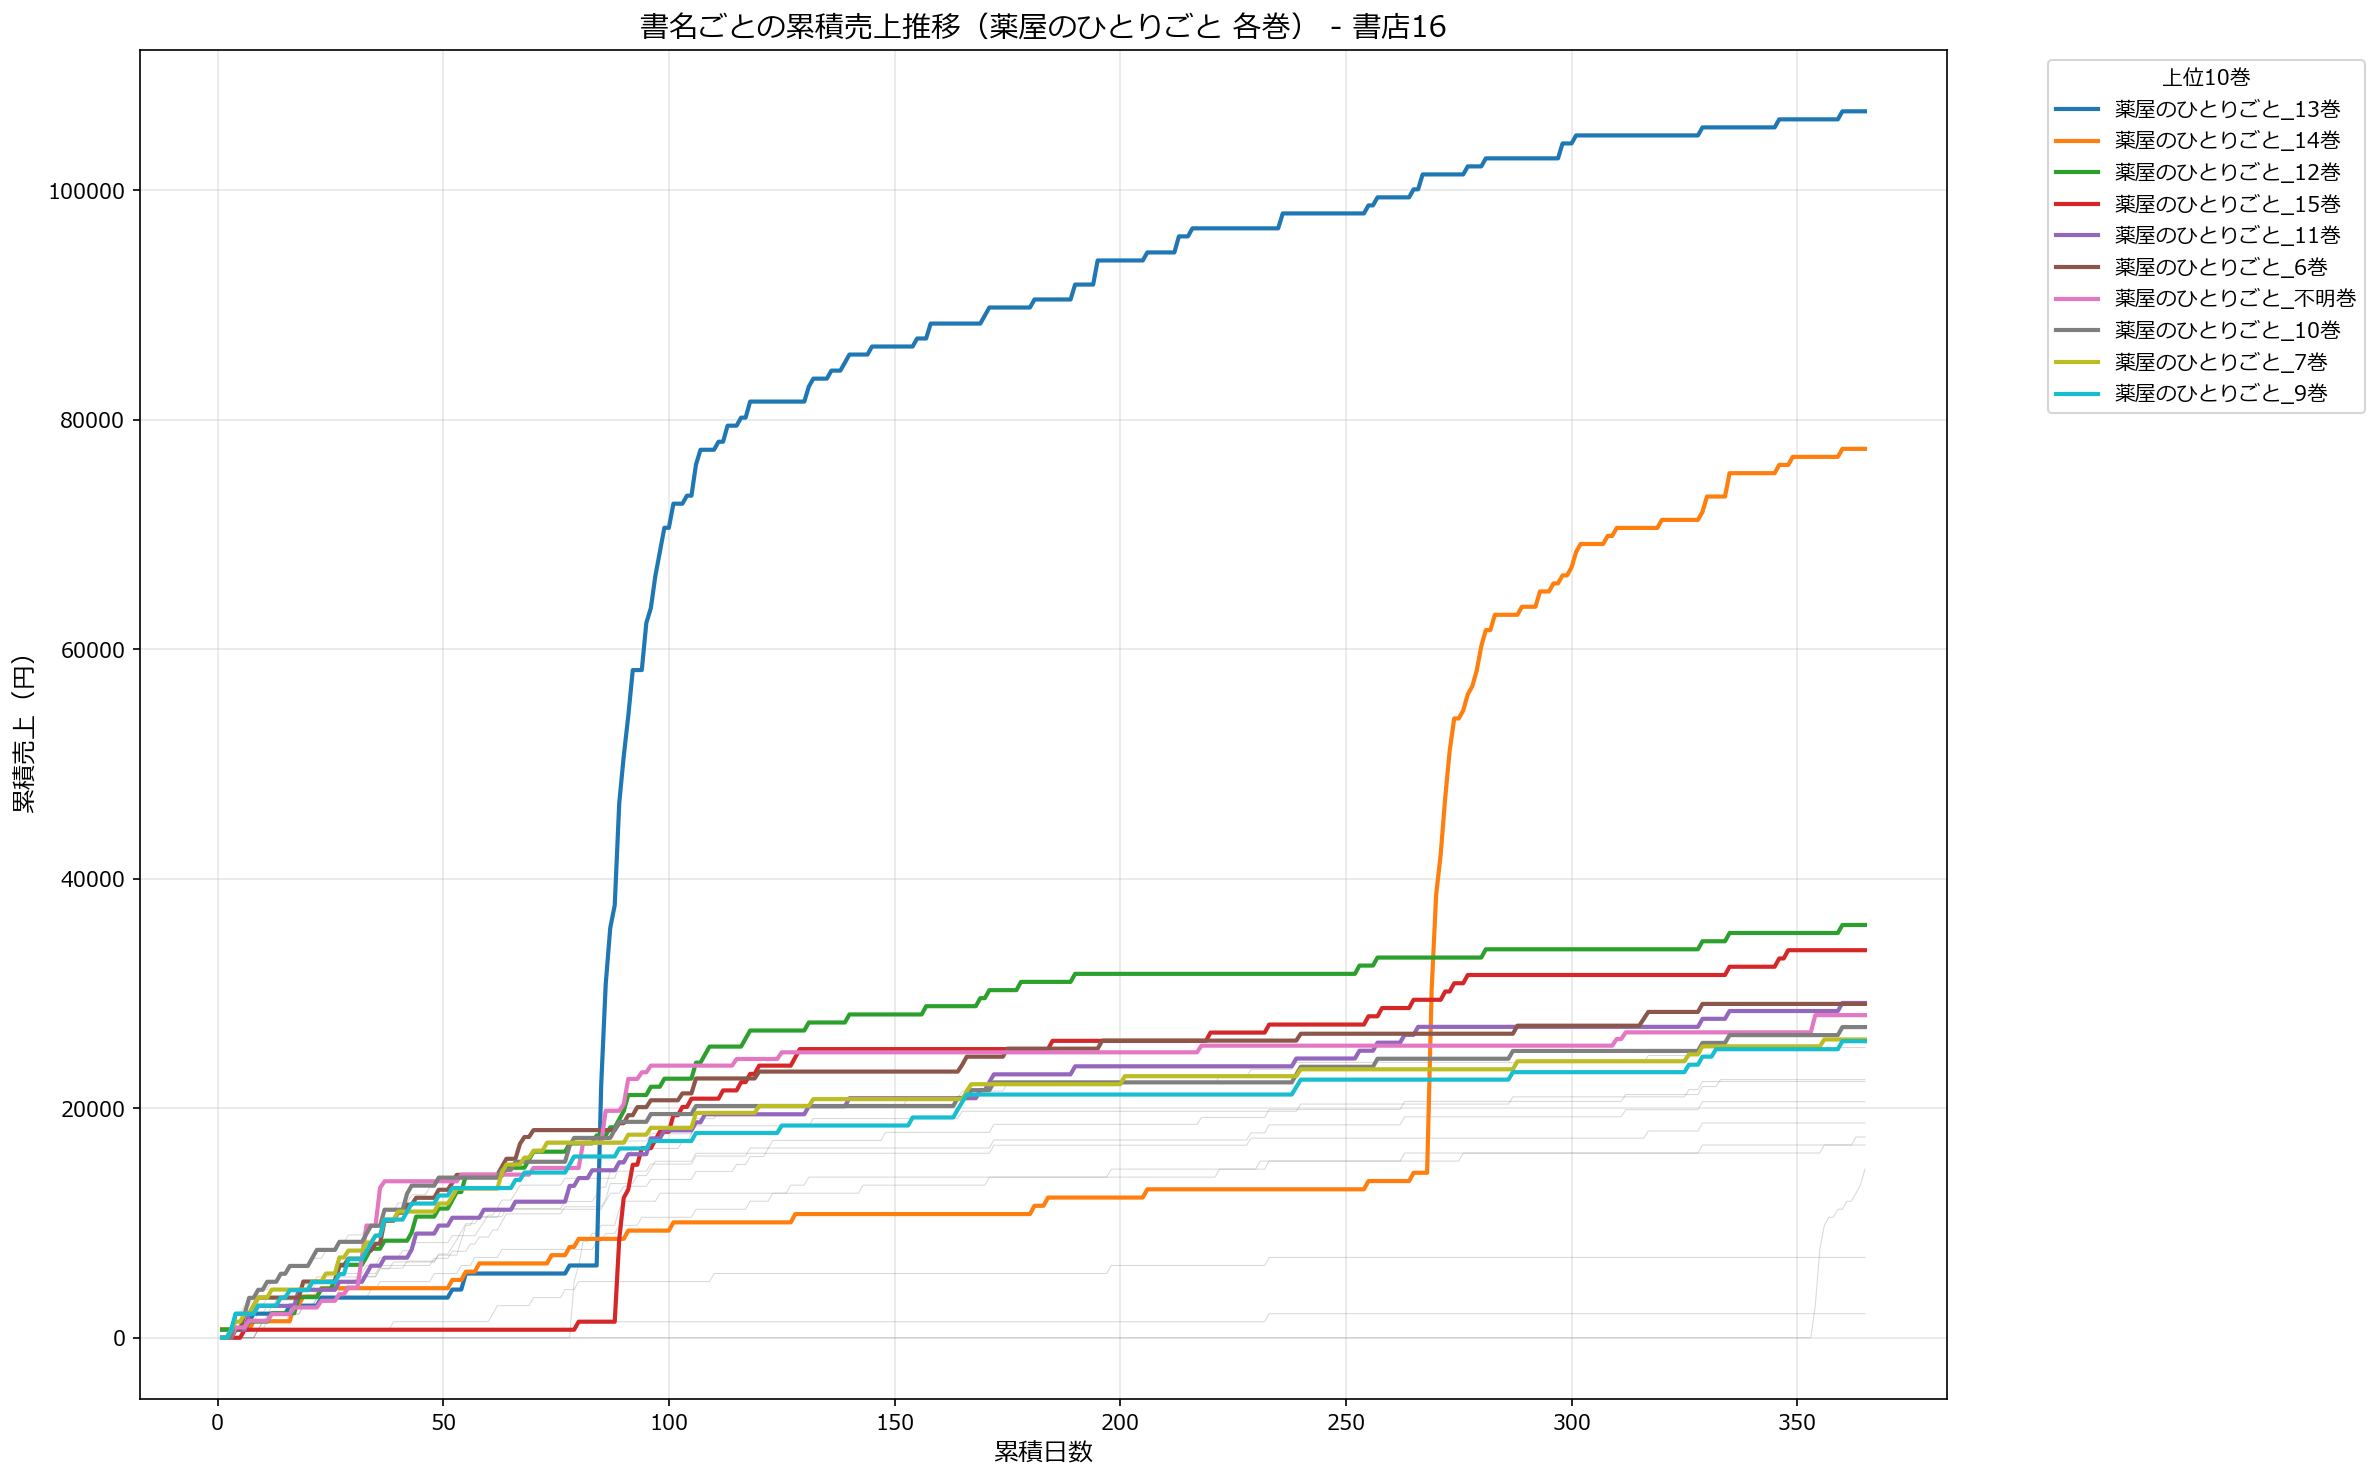 書名ごとの累積売上推移（薬屋のひとりごと 各巻） - 書店16
累積売上（円）
100000
80000
60000
40000
20000
0
0 50 100 150 200 250 300 350
累積日数
上位10巻
薬屋のひとりごと_13巻
薬屋のひとりごと_14巻
薬屋のひとりごと_12巻
薬屋のひとりごと_15巻
薬屋のひとりごと_11巻
薬屋のひとりごと_6巻
薬屋のひとりごと_不明巻
薬屋のひとりごと_10巻
薬屋のひとりごと_7巻
薬屋のひとりごと_9巻